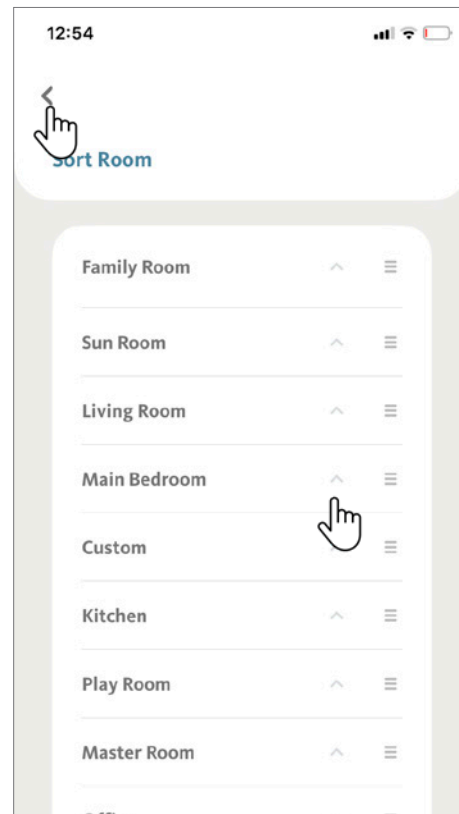 12:54
Sort Room
Family Room
Sun Room
Living Room
Main Bedroom
Custom
Kitchen
Play Room
Master Room